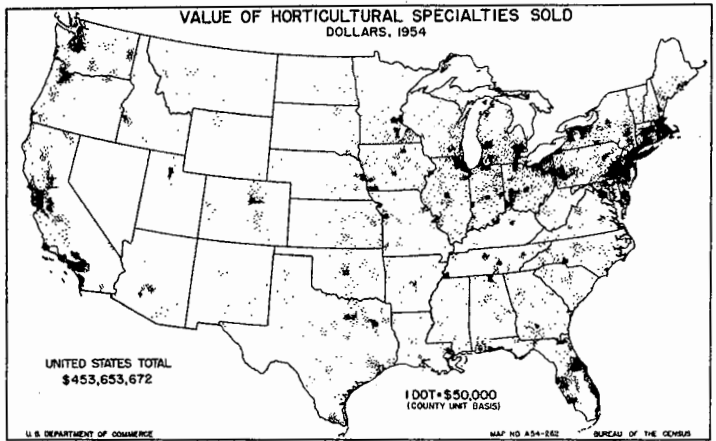 VALUE OF HORTICULTURAL SPECIALTIES SOLD
DOLLARS, 1954
UNITED STATES TOTAL
$453,653,672
1 DOT=$50,000
(COUNTY UNIT BASIS)
U.S. DEPARTMENT OF COMMERCE
MAP NO A54-262
BUREAU OF THE CENSUS